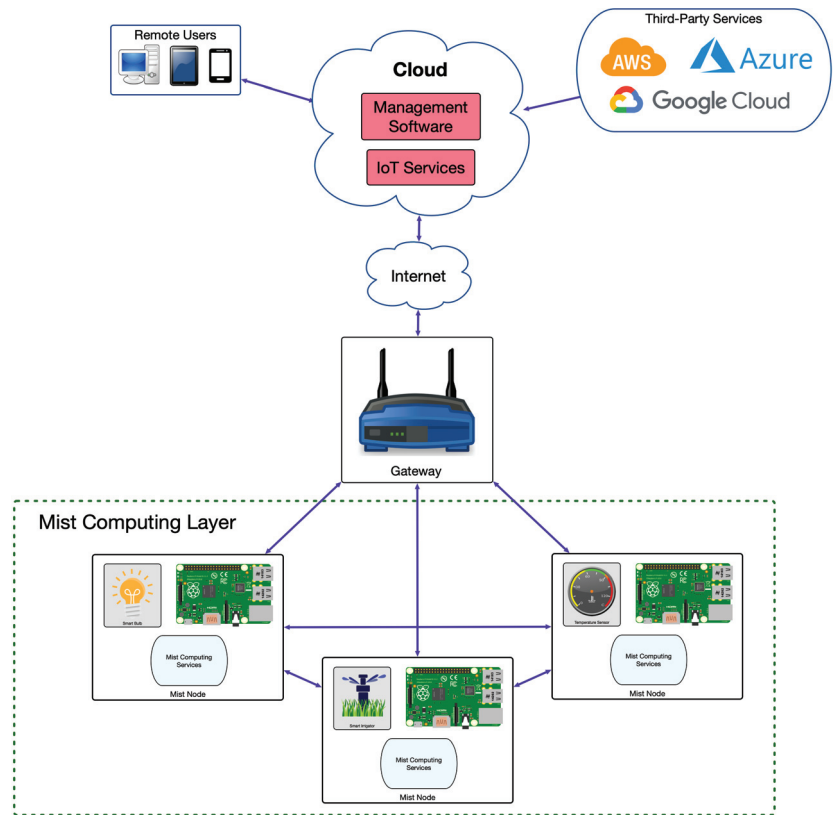 Remote Users
Third-Party Services
AWS
Azure
Google Cloud
Cloud
Management
Software
IoT Services
Internet
Gateway
Mist Computing Layer
Smart Bulb
Mist Computing
Services
Mist Node
Temperature Sensor
Mist Computing
Services
Mist Node
Smart Irrigator
Mist Computing
Services
Mist Node